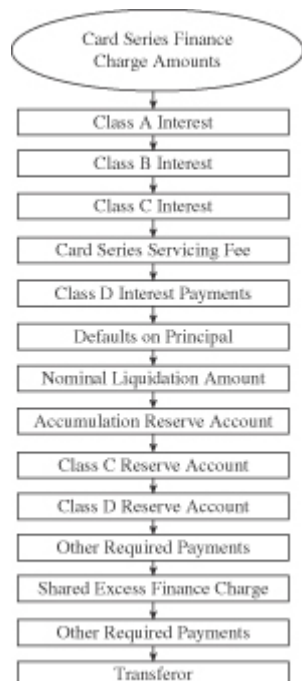 Card Series Finance
Charge Amounts
Class A Interest
Class B Interest
Class C Interest
Card Series Servicing Fee
Class D Interest Payments
Defaults on Principal
Nominal Liquidation Amount
Accumulation Reserve Account
Class C Reserve Account
Class D Reserve Account
Other Required Payments
Shared Excess Finance Charge
Other Required Payments
Transferor